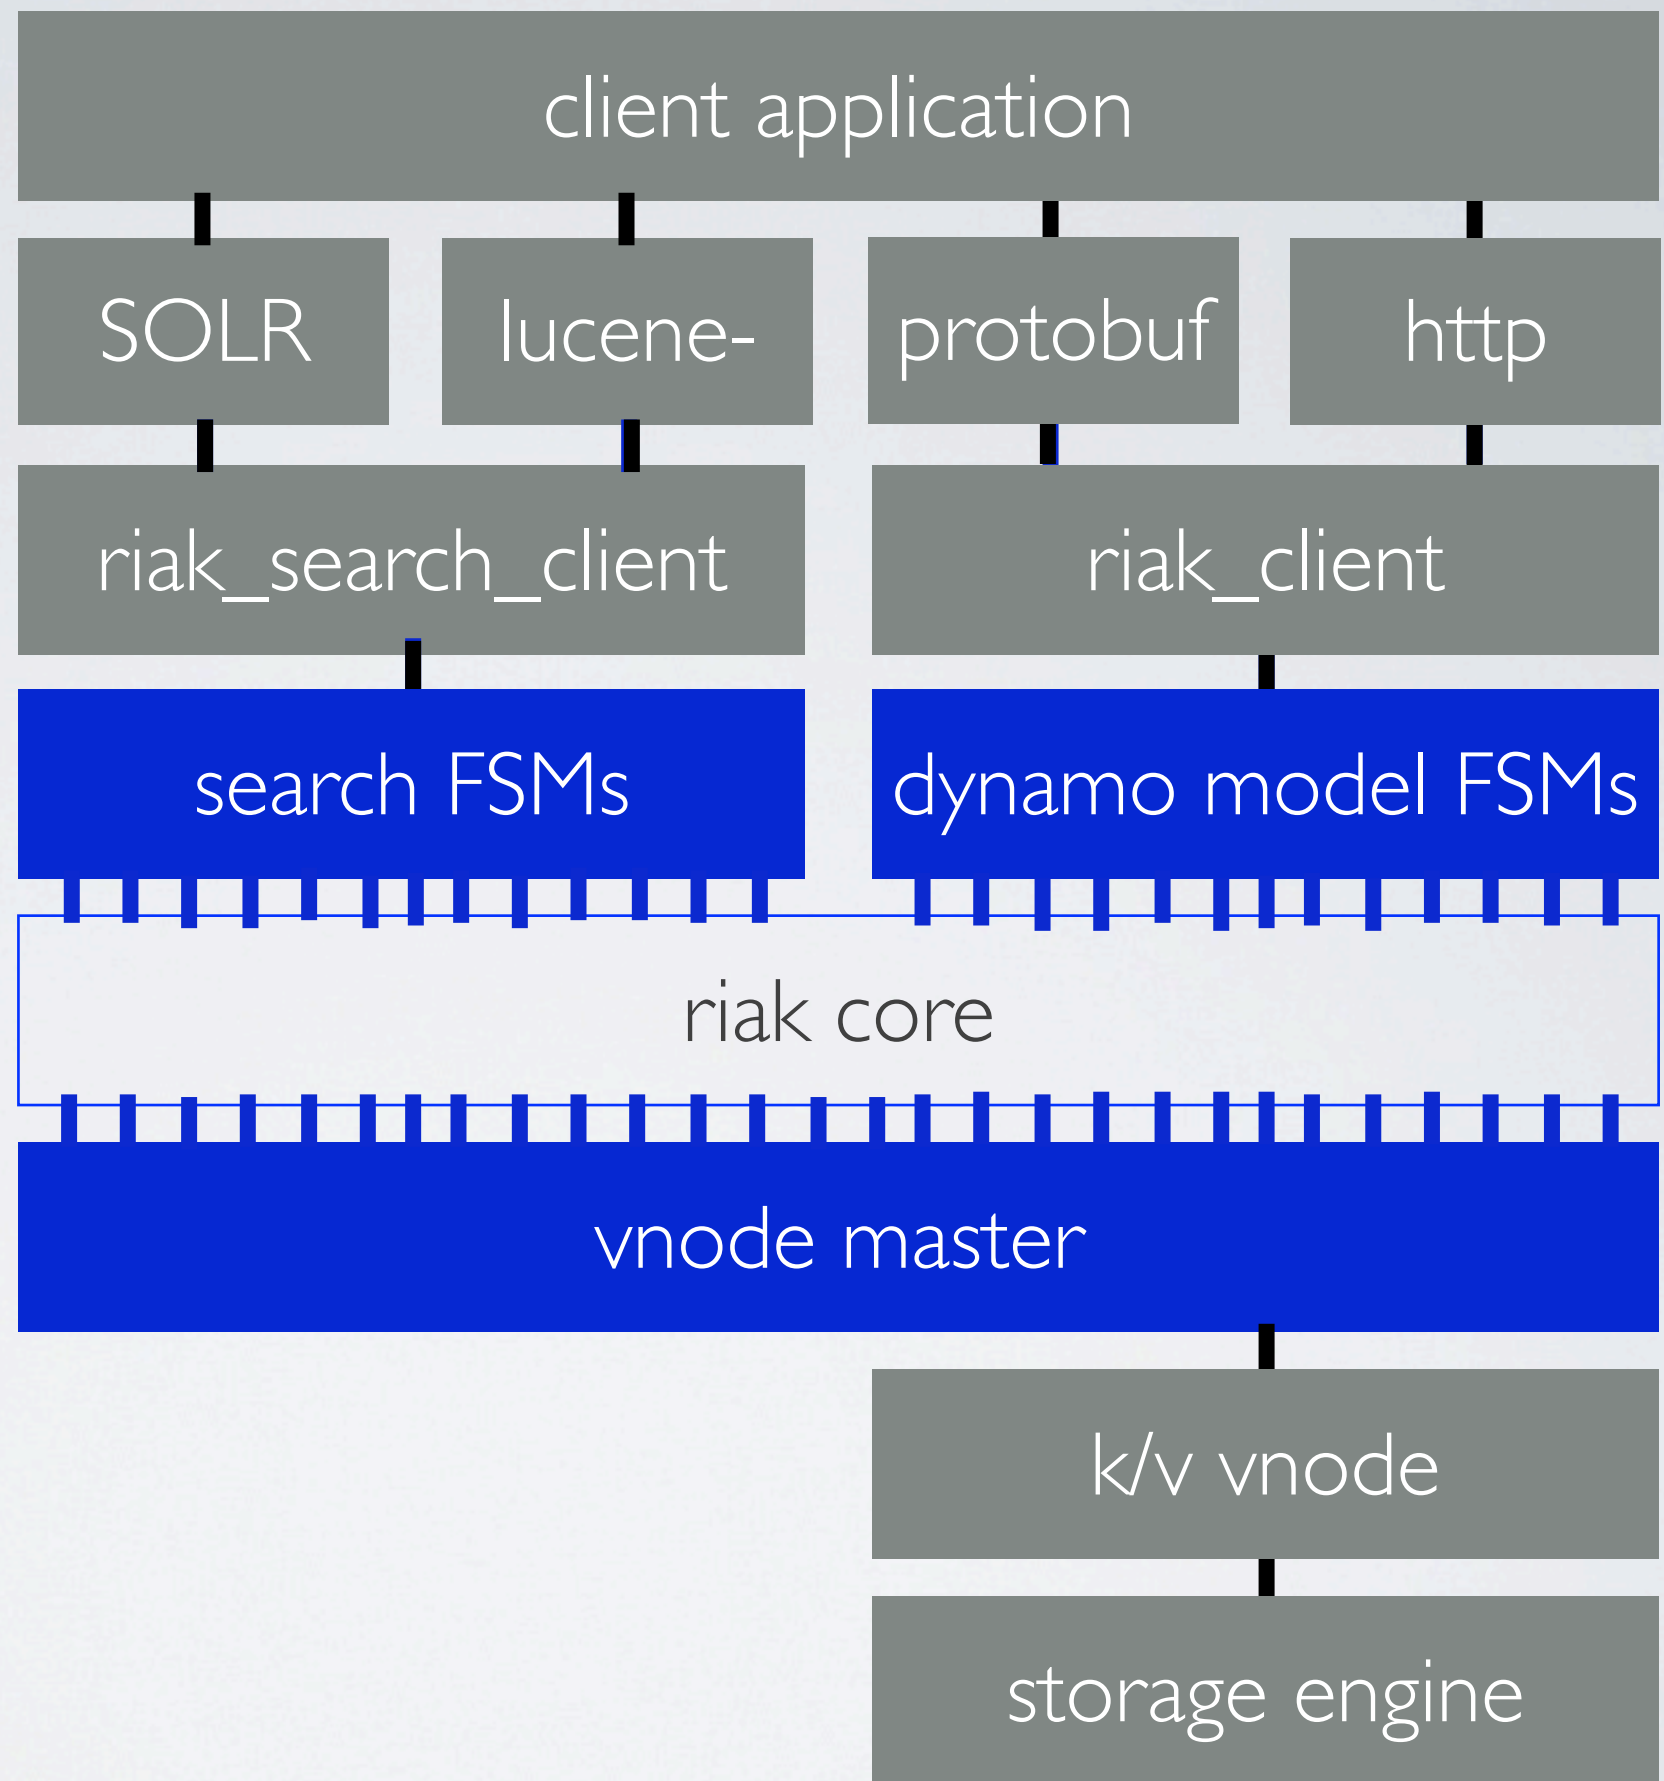 client application
SOLR
lucene-
protobuf
http
riak_search_client
riak_client
search FSMs
dynamo model FSMs
riak core
vnode master
k/v vnode
storage engine